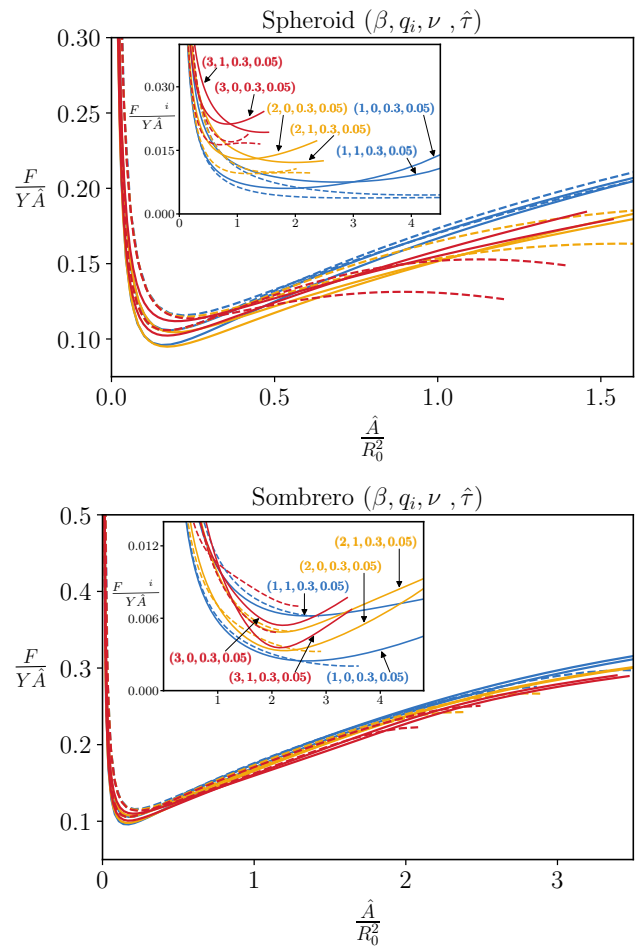 Spheroid (β, q_i, ν , τ̂)
0.30
0.25
0.20
0.15
0.10
F
YÂ
0.0
0.5
1.0
1.5
Â
R_0^2
0.030
0.015
0.000
F i
YÂ
0
1
2
3
4
(3, 1, 0.3, 0.05)
(3, 0, 0.3, 0.05)
(2, 0, 0.3, 0.05)
(1, 0, 0.3, 0.05)
(2, 1, 0.3, 0.05)
(1, 1, 0.3, 0.05)
Sombrero (β, q_i, ν , τ̂)
0.5
0.4
0.3
0.2
0.1
F
YÂ
0
1
2
3
Â
R_0^2
0.012
0.006
0.000
F i
YÂ
1
2
3
4
(2, 1, 0.3, 0.05)
(2, 0, 0.3, 0.05)
(1, 1, 0.3, 0.05)
(3, 0, 0.3, 0.05)
(3, 1, 0.3, 0.05)
(1, 0, 0.3, 0.05)